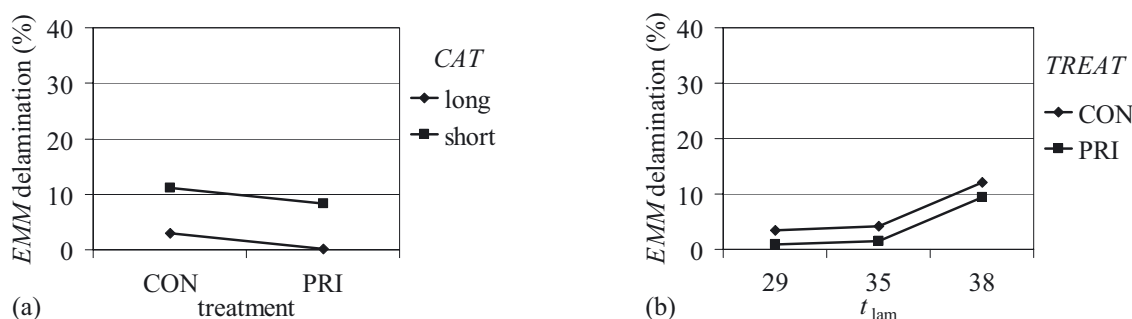 40
30
20
10
0
EMM delamination (%)
CON PRI
treatment
(a)
CAT
long
short
40
30
20
10
0
EMM delamination (%)
29 35 38
t lam
(b)
TREAT
CON
PRI